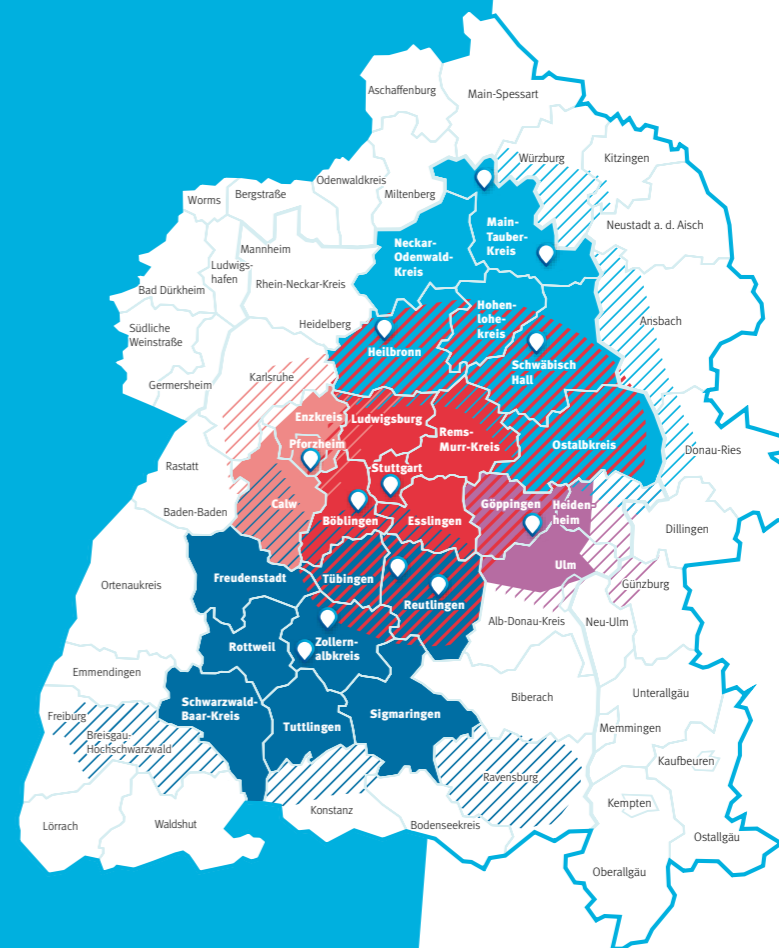 Aschaffenburg
Main-Spessart
Würzburg
Kitzingen
Odenwaldkreis
Miltenberg
Bergstraße
Worms
Neustadt a. d. Aisch
Main-
Tauber-
Kreis
Neckar-
Odenwald-
Kreis
Mannheim
Ludwigs-
hafen
Bad Dürkheim
Rhein-Neckar-Kreis
Hohen-
lohe-
kreis
Ansbach
Heidelberg
Südliche
Weinstraße
Heilbronn
Schwäbisch
Hall
Germersheim
Karlsruhe
Enzkreis
Ludwigsburg
Rems-
Murr-Kreis
Ostalbkreis
Pforzheim
Donau-Ries
Rastatt
Stuttgart
Calw
Göppingen
Heiden-
heim
Baden-Baden
Böblingen
Esslingen
Dillingen
Ulm
Freudenstadt
Tübingen
Ortenaukreis
Günzburg
Reutlingen
Alb-Donau-Kreis
Neu-Ulm
Rottweil
Zollern-
albkreis
Emmendingen
Biberach
Unterallgäu
Schwarzwald-
Baar-Kreis
Sigmaringen
Freiburg
Tuttlingen
Memmingen
Breisgau-
Hochschwarzwald
Kaufbeuren
Ravensburg
Kempten
Konstanz
Lörrach
Waldshut
Bodenseekreis
Ostallgäu
Oberallgäu